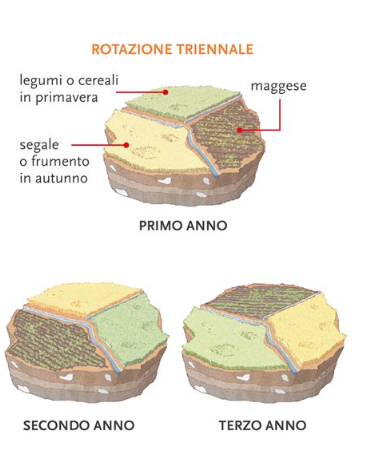 ROTAZIONE TRIENNALE
legumi o cereali
in primavera
maggese
segale
o frumento
in autunno
PRIMO ANNO
SECONDO ANNO
TERZO ANNO